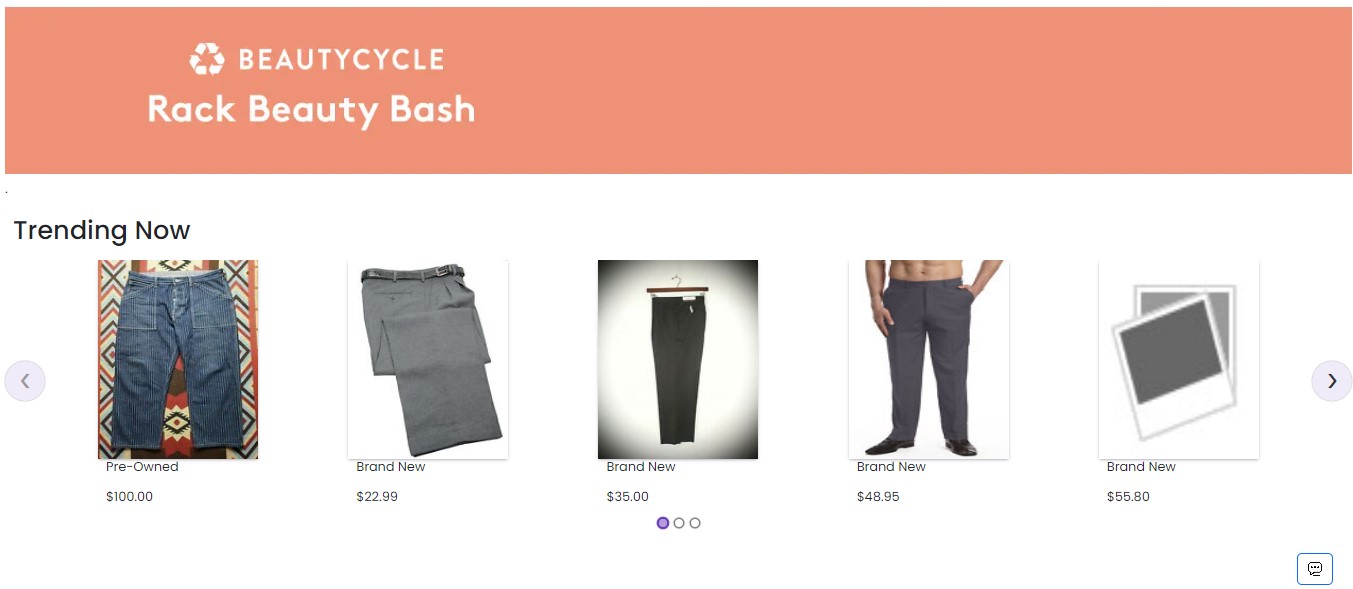 BEAUTYCYCLE
Rack Beauty Bash
.
Trending Now
Pre-Owned
$100.00
Brand New
$22.99
Brand New
$35.00
Brand New
$48.95
Brand New
$55.80